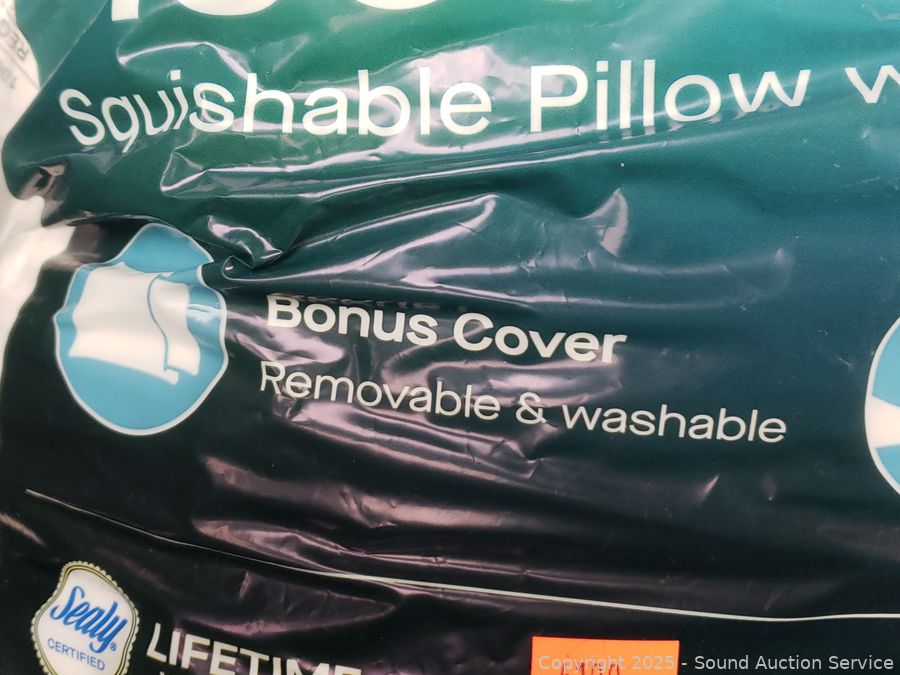 Squishable Pillow w
Bonus Cover
Removable & washable
Sealy
CERTIFIED
LIFETIME
Copyright 2025 - Sound Auction Service